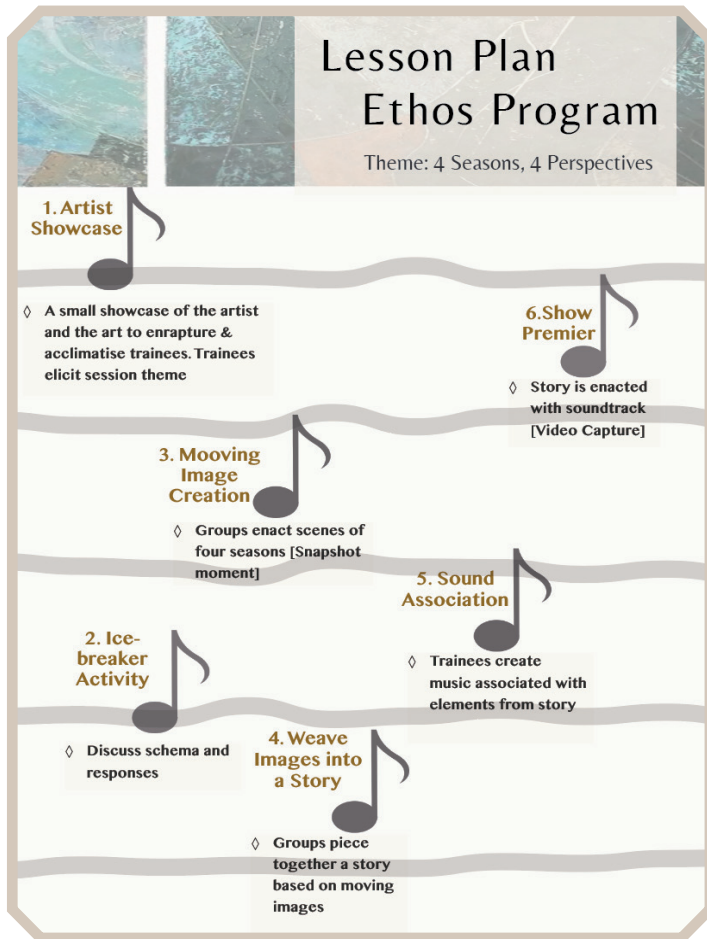 Lesson Plan
Ethos Program
Theme: 4 Seasons, 4 Perspectives
1. Artist
Showcase
◊ A small showcase of the artist
and the art to enrapture &
acclimatise trainees. Trainees
elicit session theme
2. Ice-
breaker
Activity
◊ Discuss schema and
responses
3. Mooving
Image
Creation
◊ Groups enact scenes of
four seasons [Snapshot
moment]
4. Weave
Images into
a Story
◊ Groups piece
together a story
based on moving
images
5. Sound
Association
◊ Trainees create
music associated with
elements from story
6.Show
Premier
◊ Story is enacted
with soundtrack
[Video Capture]